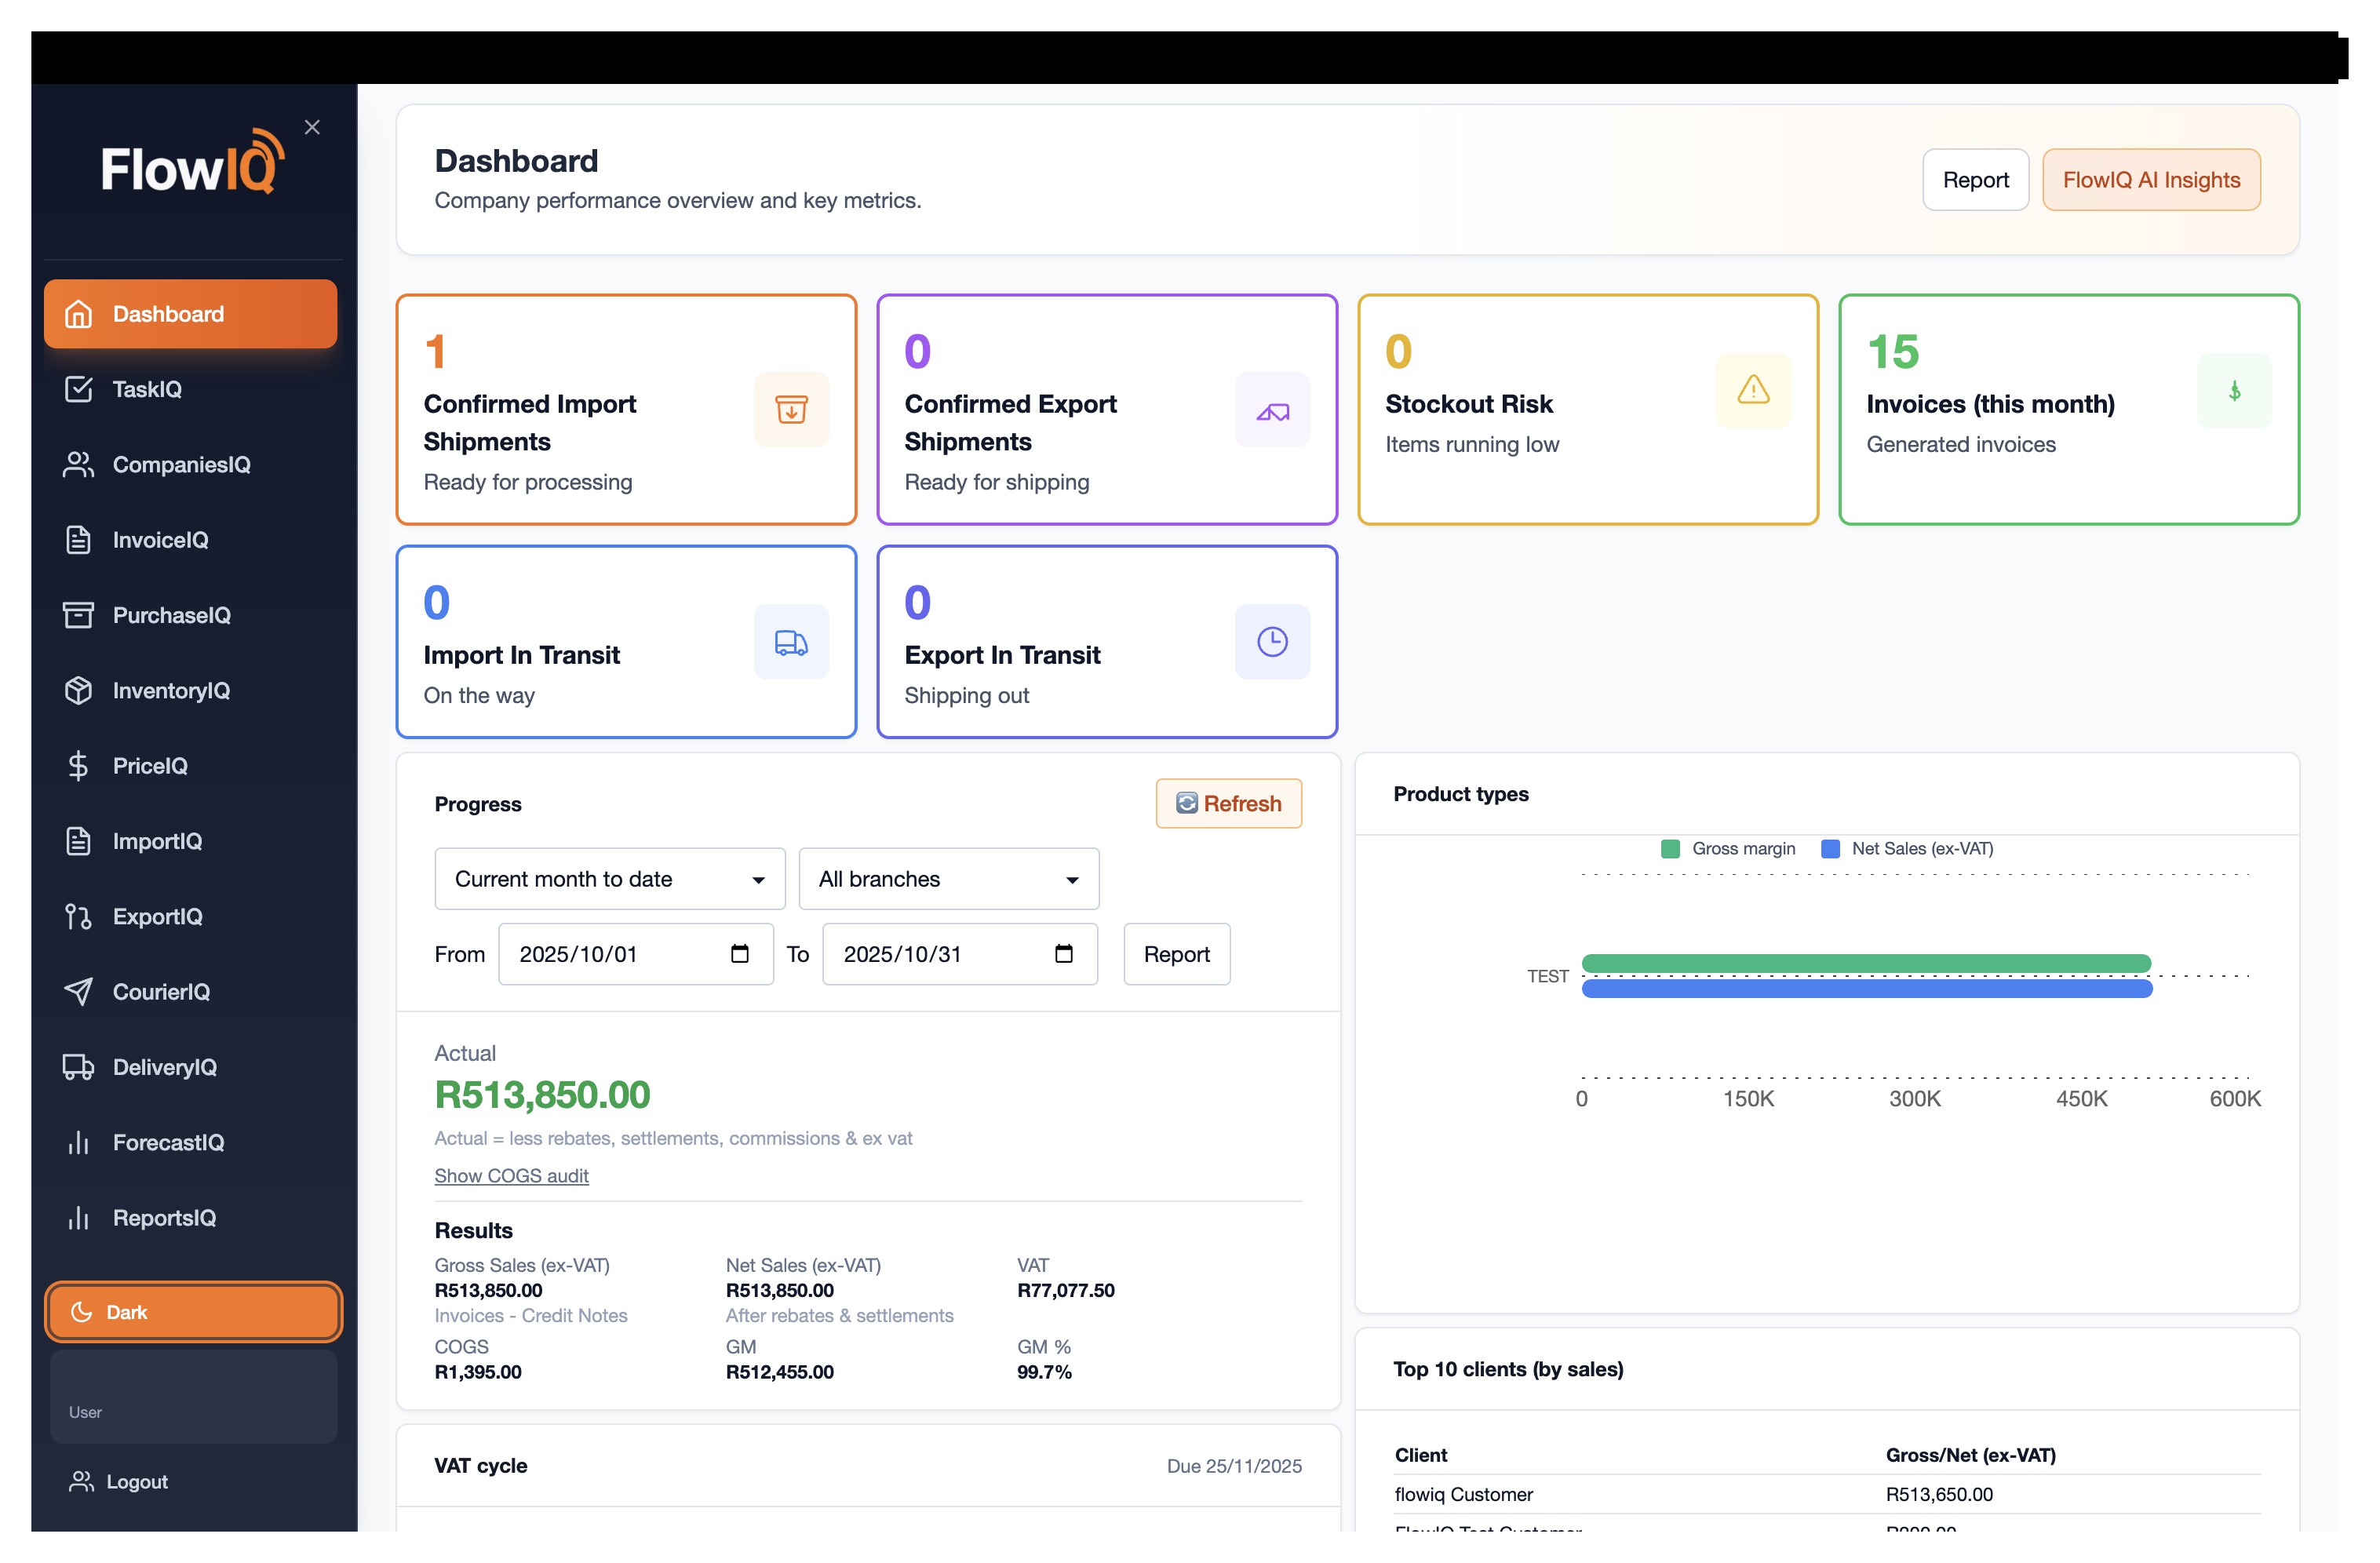 FlowIQ
Dashboard
TaskIQ
CompaniesIQ
InvoiceIQ
PurchaseIQ
InventoryIQ
PriceIQ
ImportIQ
ExportIQ
CourierIQ
DeliveryIQ
ForecastIQ
ReportsIQ
Dark
User
Logout
Dashboard
Company performance overview and key metrics.
Report
FlowIQ AI Insights
1
Confirmed Import
Shipments
Ready for processing
0
Confirmed Export
Shipments
Ready for shipping
0
Stockout Risk
Items running low
15
Invoices (this month)
Generated invoices
0
Import In Transit
On the way
0
Export In Transit
Shipping out
Progress
Refresh
Current month to date
All branches
From 2025/10/01 To 2025/10/31 Report
Actual
R513,850.00
Actual = less rebates, settlements, commissions & ex vat
Show COGS audit
Results
Gross Sales (ex-VAT) Net Sales (ex-VAT) VAT
R513,850.00 R513,850.00 R77,077.50
Invoices - Credit Notes After rebates & settlements
COGS GM GM %
R1,395.00 R512,455.00 99.7%
VAT cycle Due 25/11/2025
Product types
Gross margin Net Sales (ex-VAT)
TEST
0 150K 300K 450K 600K
Top 10 clients (by sales)
Client Gross/Net (ex-VAT)
flowiq Customer R513,650.00
FlowIQ Test Customer